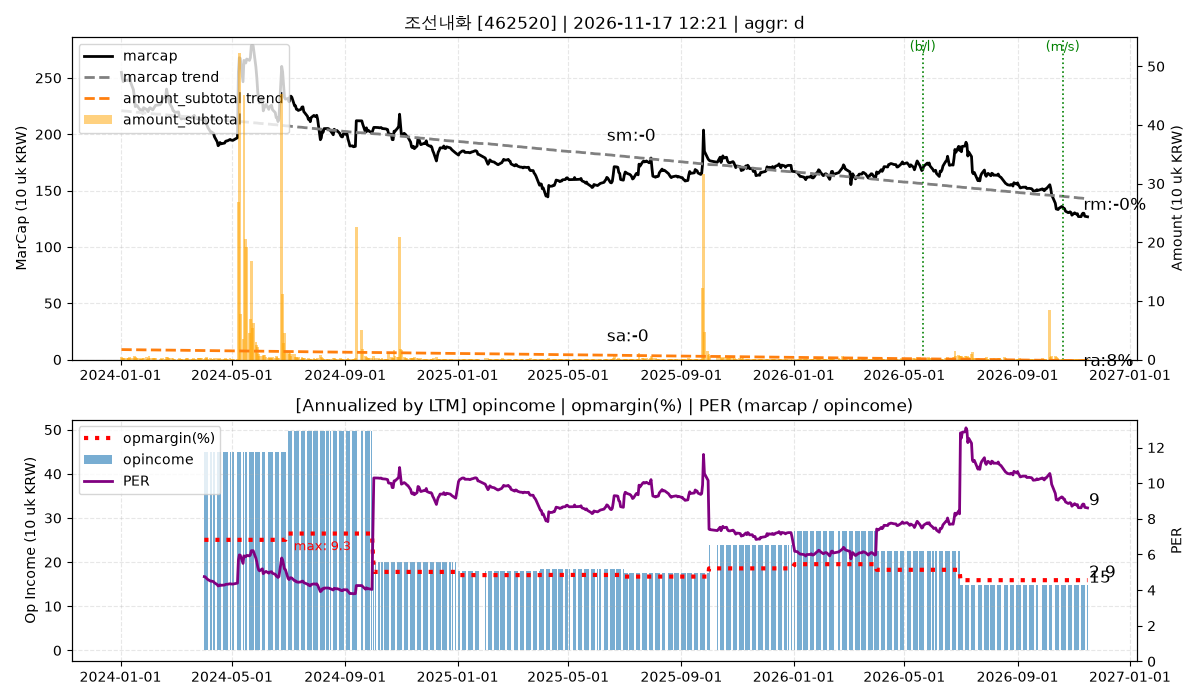 조선내화 [462520] | 2026-11-17 12:21 | aggr: d
(b/l)
(m/s)
marcap
marcap trend
amount_subtotal trend
amount_subtotal
250
200
150
100
50
0
MarCap (10 uk KRW)
50
40
30
20
10
0
Amount (10 uk KRW)
sm:-0
rm:-0%
sa:-0
ra:8%
2024-01-01
2024-05-01
2024-09-01
2025-01-01
2025-05-01
2025-09-01
2026-01-01
2026-05-01
2026-09-01
2027-01-01
[Annualized by LTM] opincome | opmargin(%) | PER (marcap / opincome)
opmargin(%)
opincome
PER
50
40
30
20
10
0
Op Income (10 uk KRW)
12
10
8
6
4
2
0
PER
max: 9.3
9
2.9
15
2024-01-01
2024-05-01
2024-09-01
2025-01-01
2025-05-01
2025-09-01
2026-01-01
2026-05-01
2026-09-01
2027-01-01